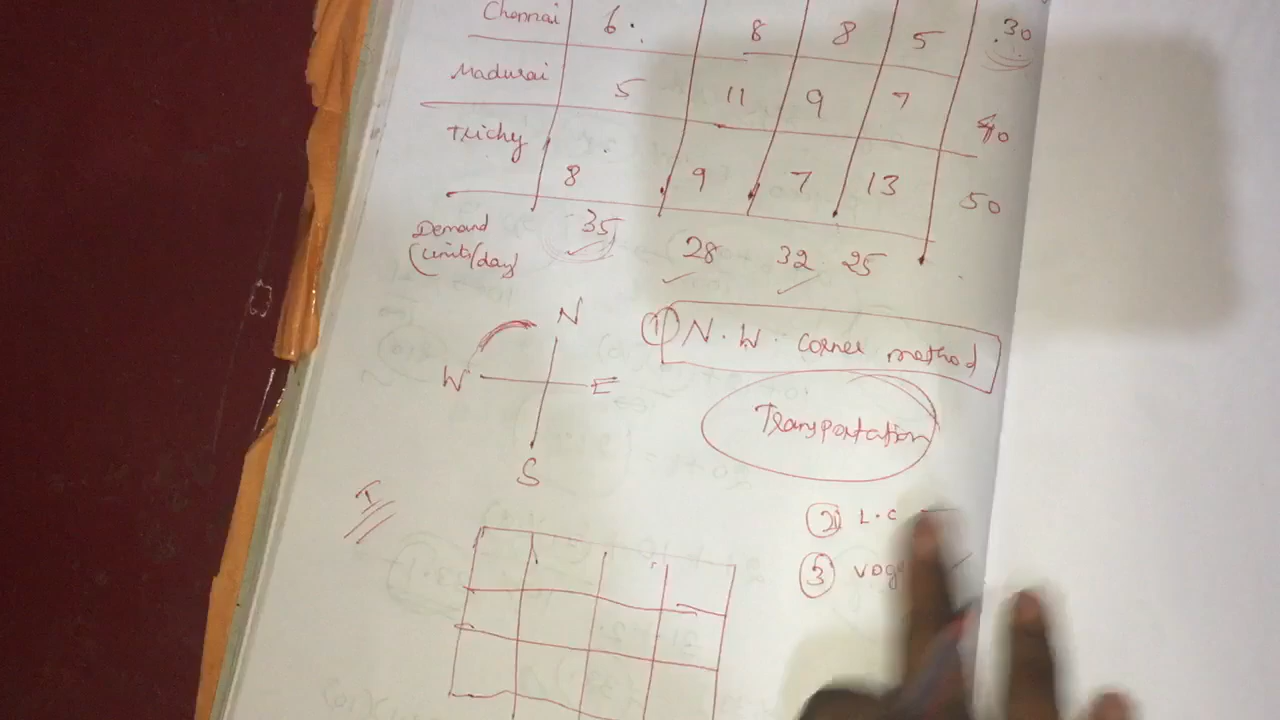 Chennai 6 8 8 5 30
Madurai 5 11 9 7 40
Trichy 8 9 7 13 50
Demand (units/day) 35 28 32 25
N
W E
S
① N.W. corner method
Transportation
② L.C
③
I